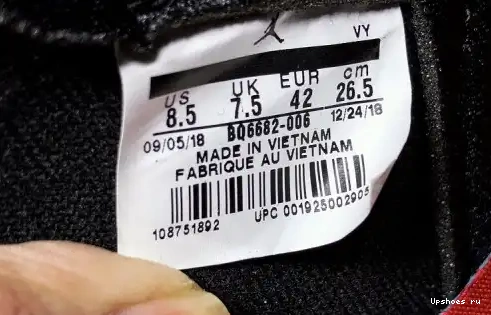 VY
US UK EUR cm
8.5 7.5 42 26.5
09/05/18 BQ6682-006 12/24/18
MADE IN VIETNAM
FABRIQUE AU VIETNAM
108751892 UPC 001925002905
Upshoes ru